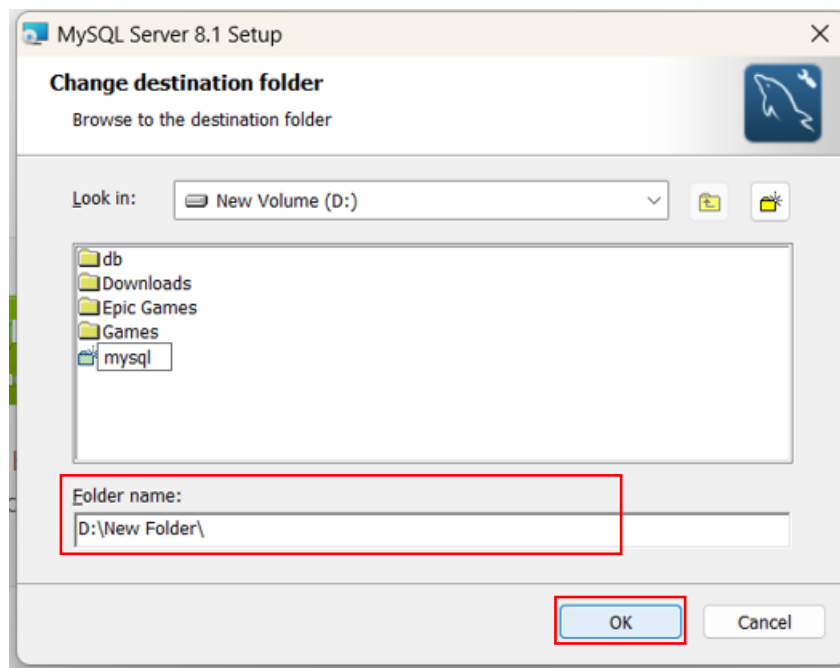 MySQL Server 8.1 Setup
Change destination folder
Browse to the destination folder
Look in: New Volume (D:)
db
Downloads
Epic Games
Games
mysql
Folder name:
D:\New Folder\
OK Cancel